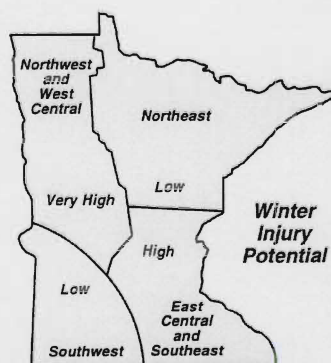 Northwest
and
West
Central
Northeast
Very High
Low
Winter
Injury
Potential
High
Low
East
Central
and
Southeast
Southwest